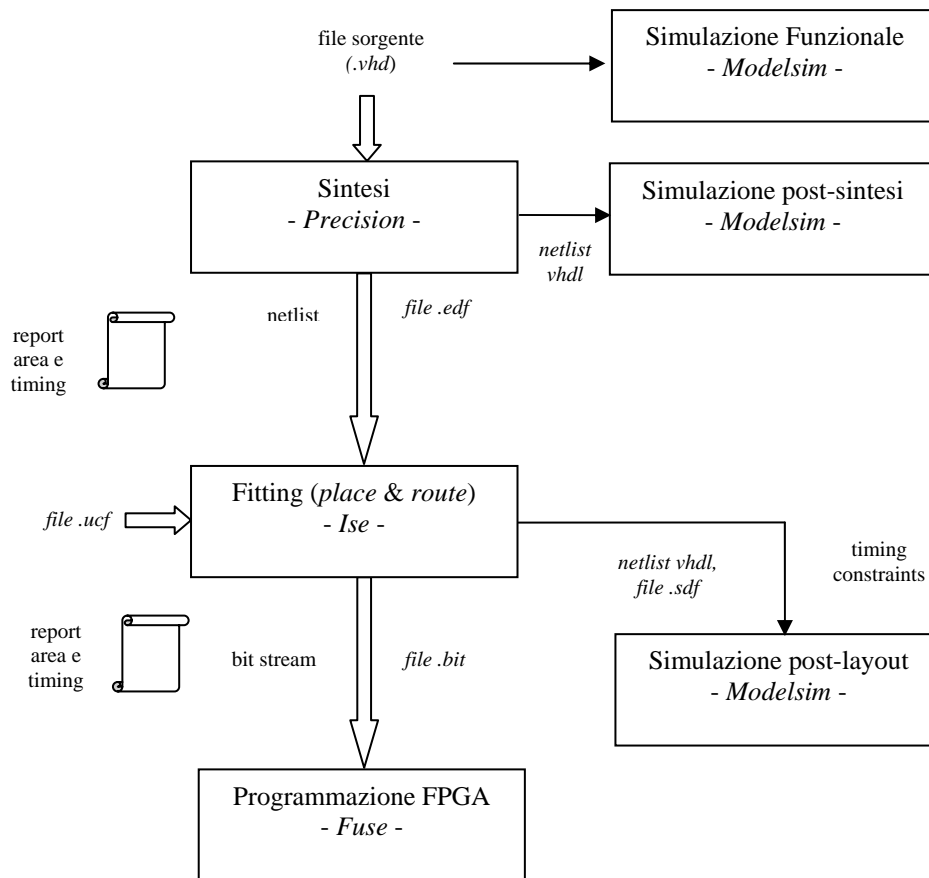 file sorgente
(.vhd)
Simulazione Funzionale
- Modelsim -
Sintesi
- Precision -
Simulazione post-sintesi
- Modelsim -
netlist
vhdl
netlist
file .edf
report
area e
timing
Fitting (place & route)
- Ise -
file .ucf
netlist vhdl,
file .sdf
timing
constraints
report
area e
timing
bit stream
file .bit
Simulazione post-layout
- Modelsim -
Programmazione FPGA
- Fuse -